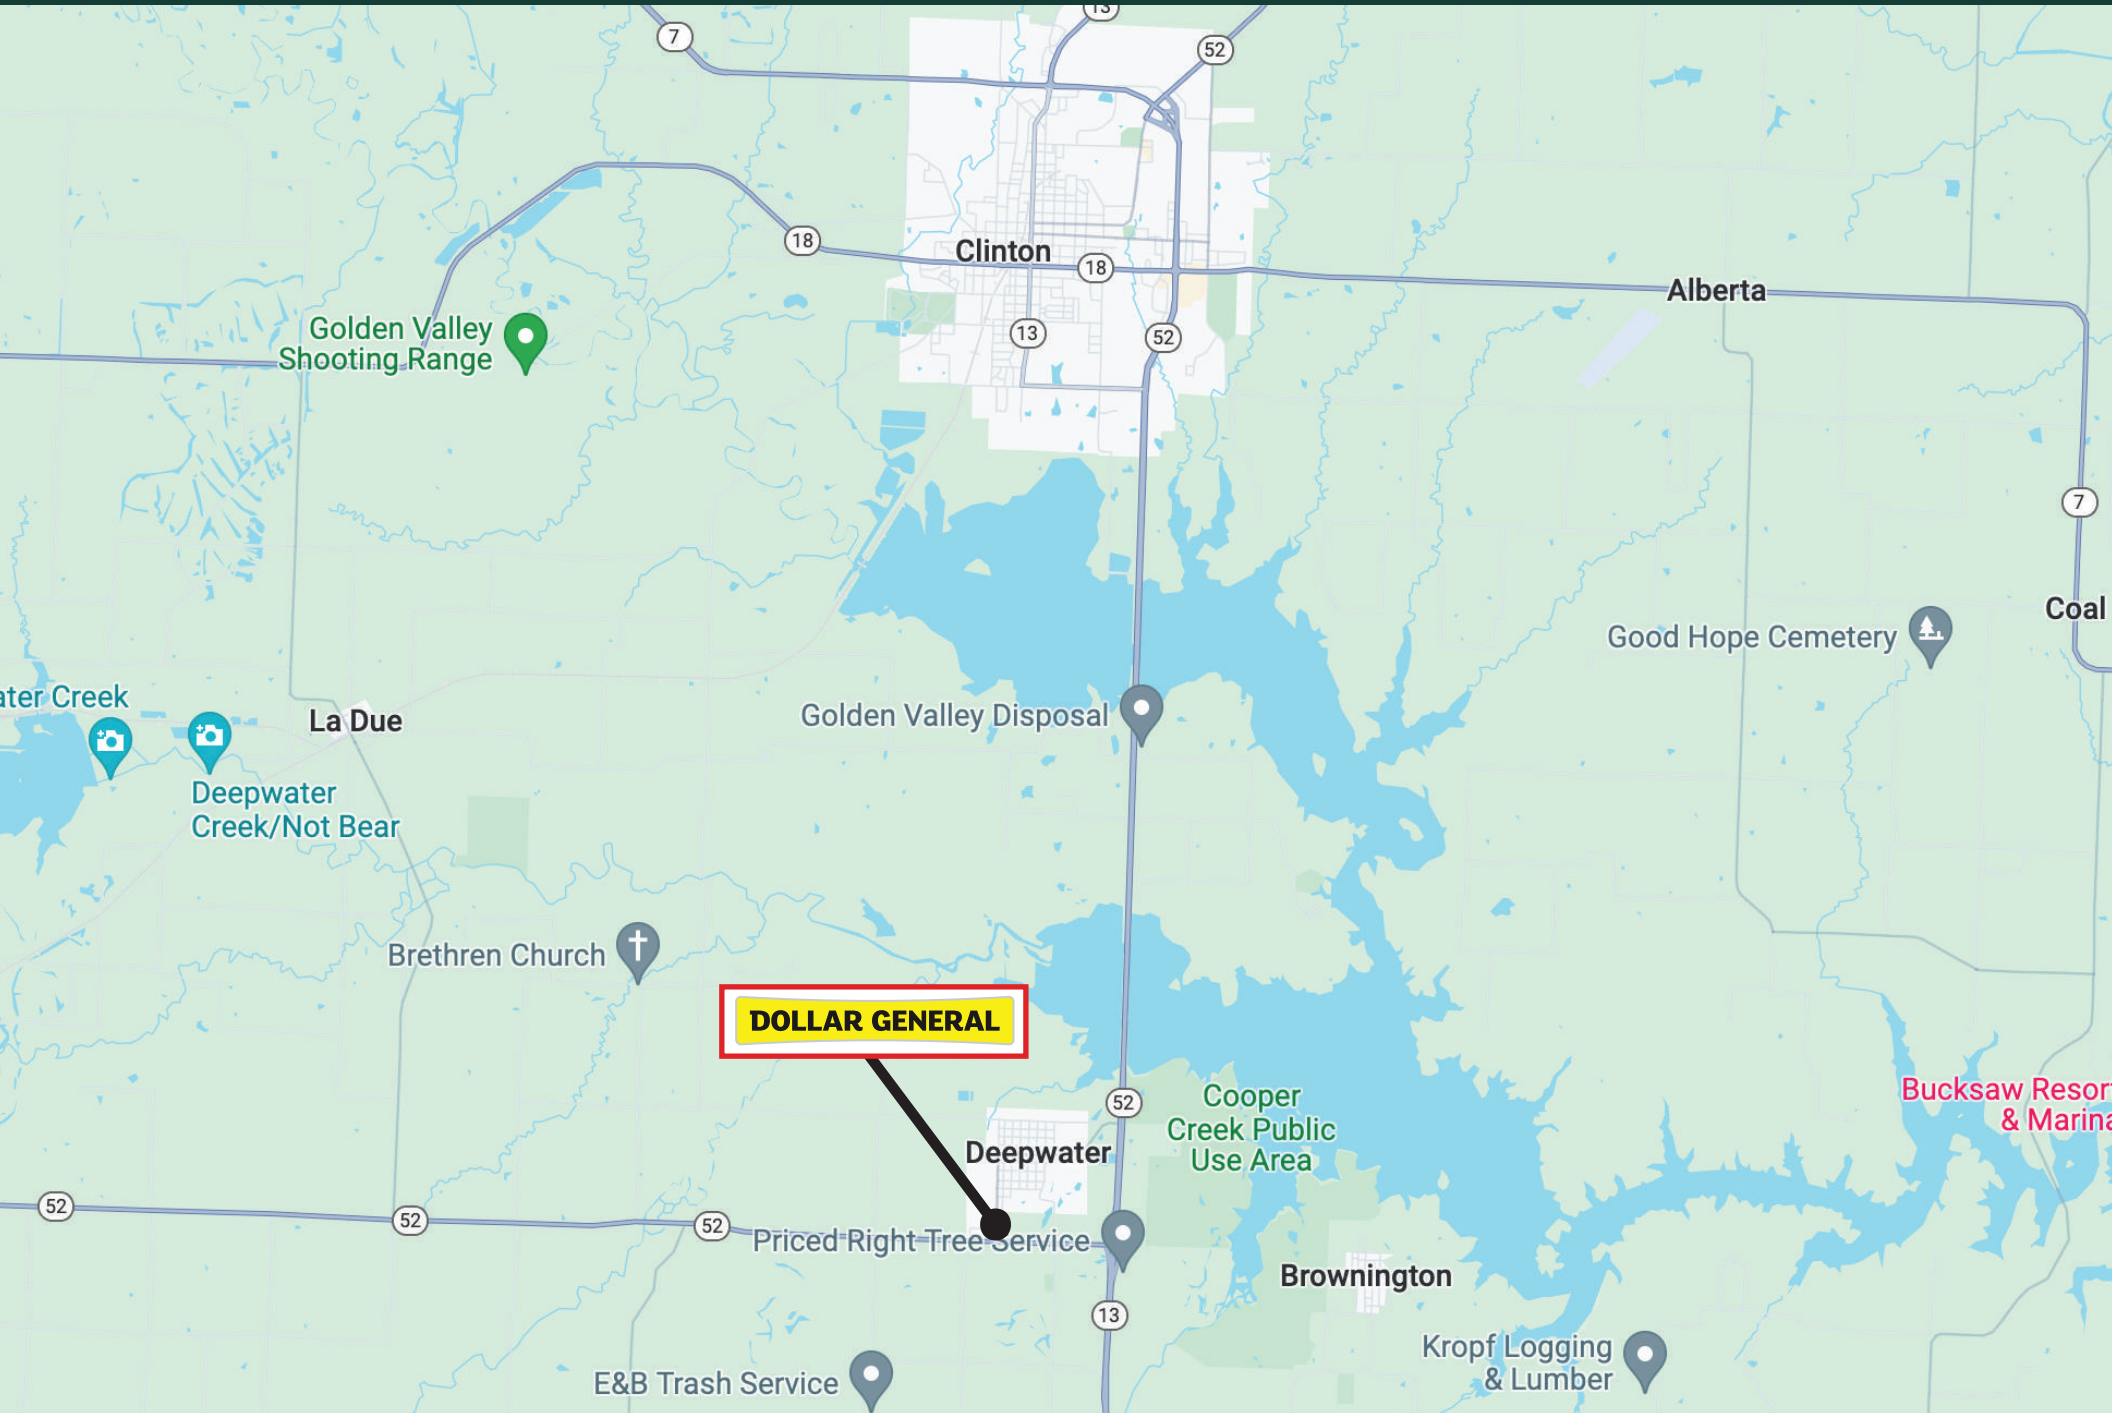 13
7
52
18
Clinton
18
Alberta
Golden Valley
Shooting Range
13
52
7
Coal
Good Hope Cemetery
ater Creek
La Due
Golden Valley Disposal
Deepwater
Creek/Not Bear
Brethren Church
DOLLAR GENERAL
52
Cooper
Creek Public
Use Area
Bucksaw Resor
& Marina
Deepwater
52
52
52
Priced Right Tree Service
Brownington
13
Kropf Logging
& Lumber
E&B Trash Service